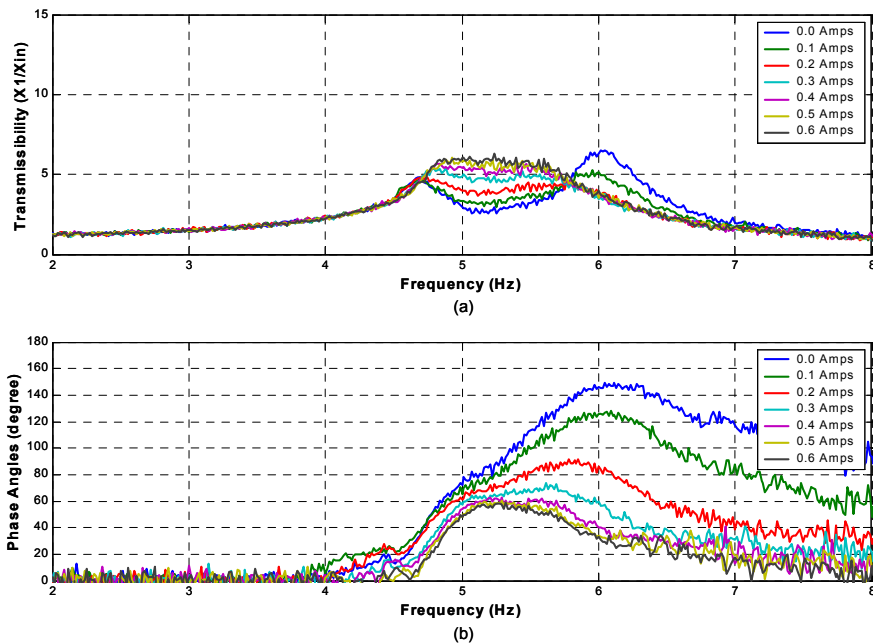 15
10
5
0
Transmissibility (X1/Xin)
0.0 Amps
0.1 Amps
0.2 Amps
0.3 Amps
0.4 Amps
0.5 Amps
0.6 Amps
2 3 4 5 6 7 8
Frequency (Hz)
(a)
180
160
140
120
100
80
60
40
20
0
Phase Angles (degree)
0.0 Amps
0.1 Amps
0.2 Amps
0.3 Amps
0.4 Amps
0.5 Amps
0.6 Amps
2 3 4 5 6 7 8
Frequency (Hz)
(b)